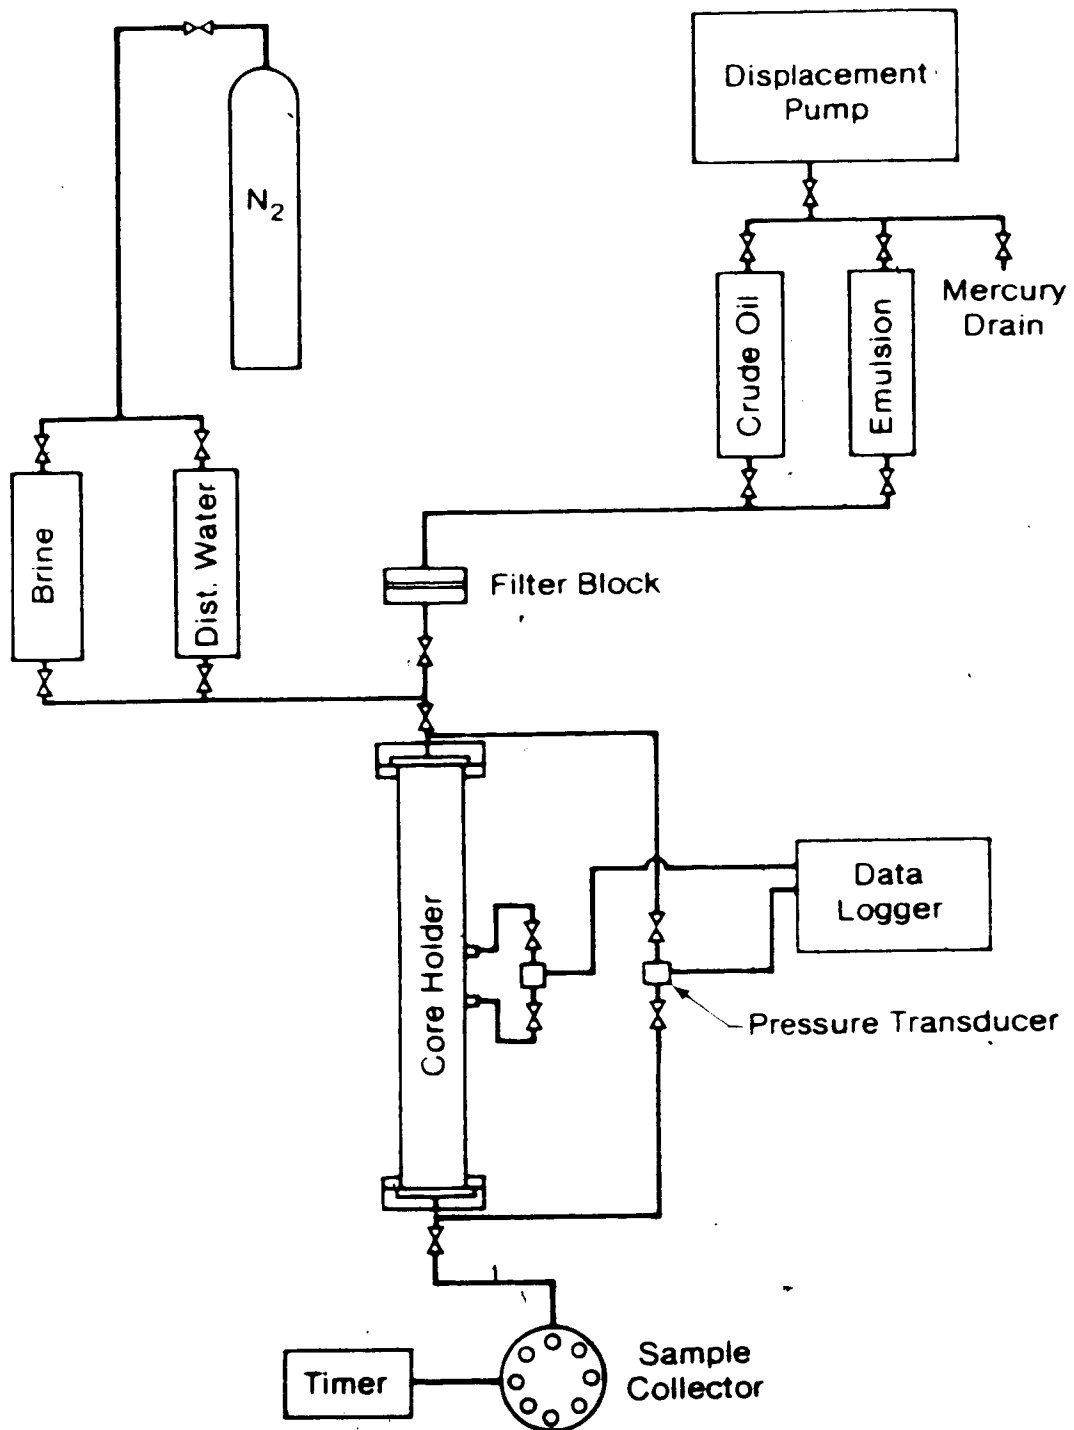 Displacement
Pump
N2
Mercury
Drain
Crude Oil
Emulsion
Brine
Dist. Water
Filter Block
Core Holder
Data
Logger
Pressure Transducer
Sample
Collector
Timer